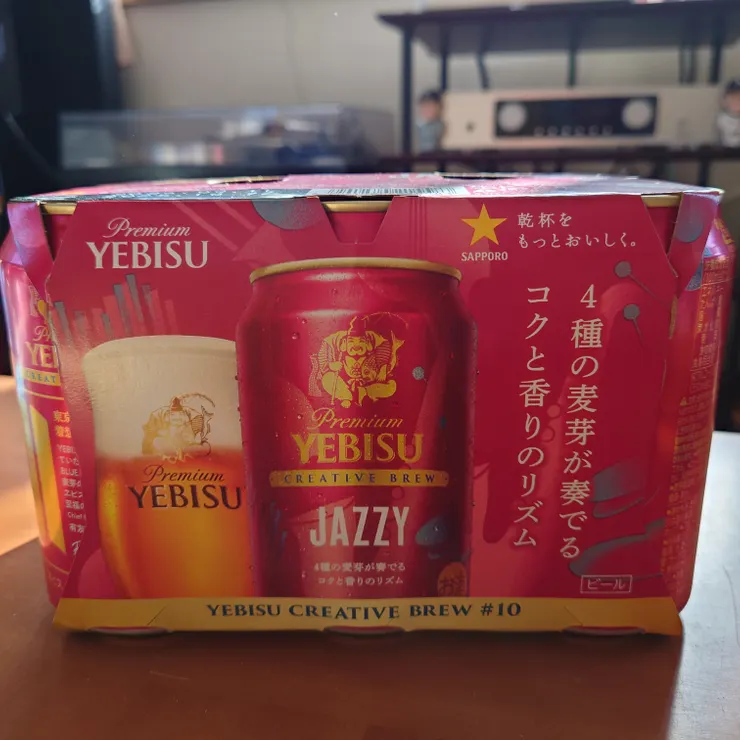 Premium
YEBISU
SAPPORO
乾杯を
もっとおいしく。
4種の麦芽が奏でる
コクと香りのリズム
Premium
YEBISU
Premium
YEBISU
CREATIVE BREW
JAZZY
4種の麦芽が奏でる
コクと香りのリズム
ビール
YEBISU CREATIVE BREW #10